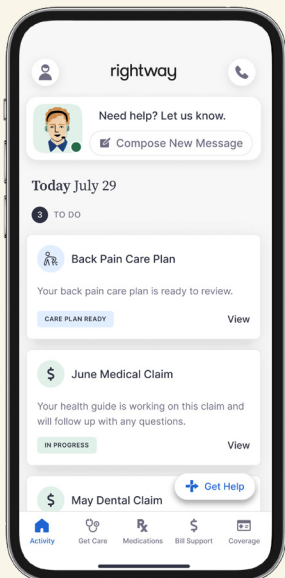 rightway
Need help? Let us know.
Compose New Message
Today July 29
3 TO DO
Back Pain Care Plan
Your back pain care plan is ready to review.
CARE PLAN READY View
$ June Medical Claim
Your health guide is working on this claim and
will follow up with any questions.
IN PROGRESS View
Get Help
$ May Dental Claim
Activity Get Care Medications Bill Support Coverage